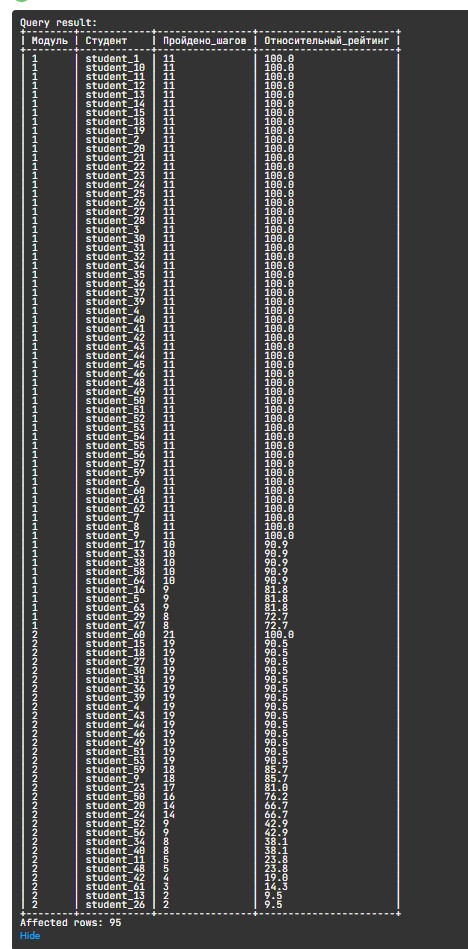 Query result:
+--------+------------+----------------+-----------------------+
| Модуль | Студент | Пройдено_шагов | Относительный_рейтинг |
+--------+------------+----------------+-----------------------+
| 1 | student_1 | 11 | 100.0 |
| 1 | student_10 | 11 | 100.0 |
| 1 | student_11 | 11 | 100.0 |
| 1 | student_12 | 11 | 100.0 |
| 1 | student_13 | 11 | 100.0 |
| 1 | student_14 | 11 | 100.0 |
| 1 | student_15 | 11 | 100.0 |
| 1 | student_18 | 11 | 100.0 |
| 1 | student_19 | 11 | 100.0 |
| 1 | student_2 | 11 | 100.0 |
| 1 | student_20 | 11 | 100.0 |
| 1 | student_21 | 11 | 100.0 |
| 1 | student_22 | 11 | 100.0 |
| 1 | student_23 | 11 | 100.0 |
| 1 | student_24 | 11 | 100.0 |
| 1 | student_25 | 11 | 100.0 |
| 1 | student_26 | 11 | 100.0 |
| 1 | student_27 | 11 | 100.0 |
| 1 | student_28 | 11 | 100.0 |
| 1 | student_3 | 11 | 100.0 |
| 1 | student_30 | 11 | 100.0 |
| 1 | student_31 | 11 | 100.0 |
| 1 | student_32 | 11 | 100.0 |
| 1 | student_34 | 11 | 100.0 |
| 1 | student_35 | 11 | 100.0 |
| 1 | student_36 | 11 | 100.0 |
| 1 | student_37 | 11 | 100.0 |
| 1 | student_39 | 11 | 100.0 |
| 1 | student_4 | 11 | 100.0 |
| 1 | student_40 | 11 | 100.0 |
| 1 | student_41 | 11 | 100.0 |
| 1 | student_42 | 11 | 100.0 |
| 1 | student_43 | 11 | 100.0 |
| 1 | student_44 | 11 | 100.0 |
| 1 | student_45 | 11 | 100.0 |
| 1 | student_46 | 11 | 100.0 |
| 1 | student_48 | 11 | 100.0 |
| 1 | student_49 | 11 | 100.0 |
| 1 | student_50 | 11 | 100.0 |
| 1 | student_51 | 11 | 100.0 |
| 1 | student_52 | 11 | 100.0 |
| 1 | student_53 | 11 | 100.0 |
| 1 | student_54 | 11 | 100.0 |
| 1 | student_55 | 11 | 100.0 |
| 1 | student_56 | 11 | 100.0 |
| 1 | student_57 | 11 | 100.0 |
| 1 | student_59 | 11 | 100.0 |
| 1 | student_6 | 11 | 100.0 |
| 1 | student_60 | 11 | 100.0 |
| 1 | student_61 | 11 | 100.0 |
| 1 | student_62 | 11 | 100.0 |
| 1 | student_7 | 11 | 100.0 |
| 1 | student_8 | 11 | 100.0 |
| 1 | student_9 | 11 | 100.0 |
| 1 | student_17 | 10 | 90.9 |
| 1 | student_33 | 10 | 90.9 |
| 1 | student_38 | 10 | 90.9 |
| 1 | student_58 | 10 | 90.9 |
| 1 | student_64 | 10 | 90.9 |
| 1 | student_16 | 9 | 81.8 |
| 1 | student_5 | 9 | 81.8 |
| 1 | student_63 | 9 | 81.8 |
| 1 | student_29 | 8 | 72.7 |
| 1 | student_47 | 8 | 72.7 |
| 2 | student_60 | 21 | 100.0 |
| 2 | student_15 | 19 | 90.5 |
| 2 | student_18 | 19 | 90.5 |
| 2 | student_27 | 19 | 90.5 |
| 2 | student_30 | 19 | 90.5 |
| 2 | student_31 | 19 | 90.5 |
| 2 | student_36 | 19 | 90.5 |
| 2 | student_39 | 19 | 90.5 |
| 2 | student_4 | 19 | 90.5 |
| 2 | student_43 | 19 | 90.5 |
| 2 | student_44 | 19 | 90.5 |
| 2 | student_46 | 19 | 90.5 |
| 2 | student_49 | 19 | 90.5 |
| 2 | student_51 | 19 | 90.5 |
| 2 | student_53 | 19 | 90.5 |
| 2 | student_59 | 18 | 85.7 |
| 2 | student_9 | 18 | 85.7 |
| 2 | student_23 | 17 | 81.0 |
| 2 | student_50 | 16 | 76.2 |
| 2 | student_20 | 14 | 66.7 |
| 2 | student_24 | 14 | 66.7 |
| 2 | student_52 | 9 | 42.9 |
| 2 | student_56 | 9 | 42.9 |
| 2 | student_34 | 8 | 38.1 |
| 2 | student_40 | 8 | 38.1 |
| 2 | student_11 | 5 | 23.8 |
| 2 | student_48 | 5 | 23.8 |
| 2 | student_42 | 4 | 19.0 |
| 2 | student_61 | 3 | 14.3 |
| 2 | student_13 | 2 | 9.5 |
| 2 | student_26 | 2 | 9.5 |
+--------+------------+----------------+-----------------------+
Affected rows: 95
Hide